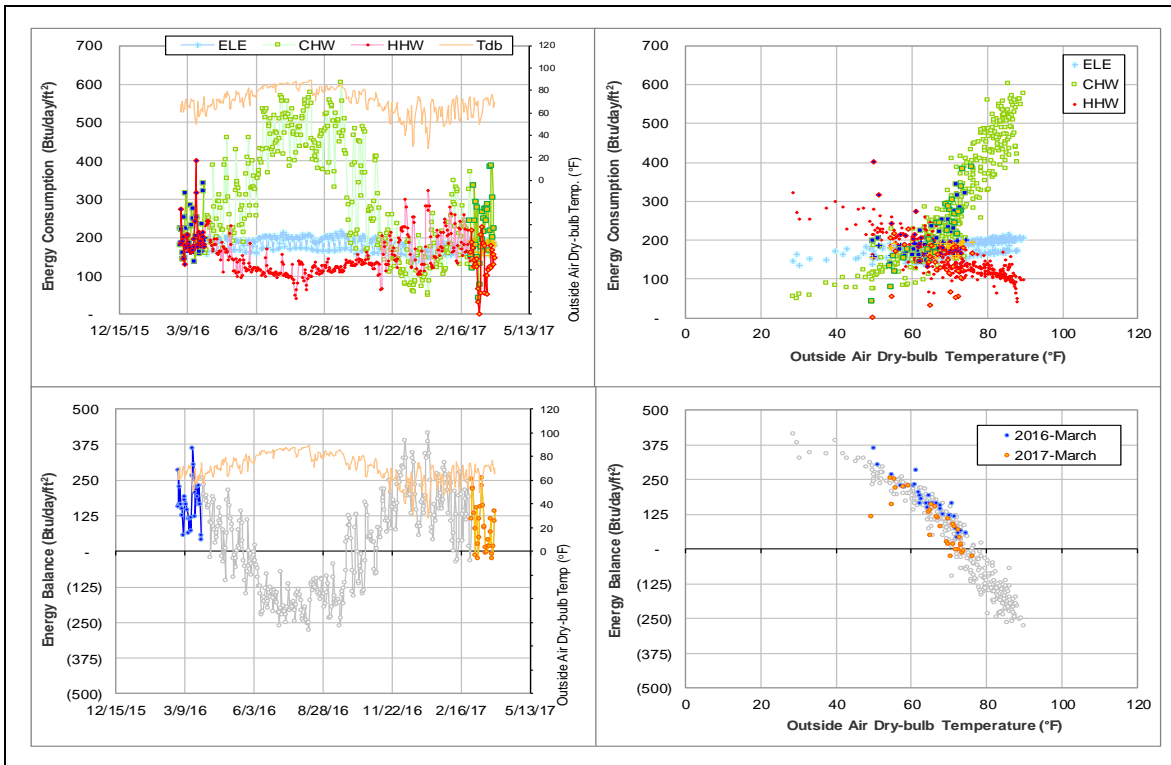 ELE CHW HHW Tdb
700
600
500
400
300
200
100
-
Energy Consumption (Btu/day/ft²)
120
100
80
60
40
20
0
Outside Air Dry-bulb Temp. (°F)
12/15/15 3/9/16 6/3/16 8/28/16 11/22/16 2/16/17 5/13/17
700
600
500
400
300
200
100
-
Energy Consumption (Btu/day/ft²)
ELE
CHW
HHW
0 20 40 60 80 100 120
Outside Air Dry-bulb Temperature (°F)
500
375
250
125
-
(125)
(250)
(375)
(500)
Energy Balance (Btu/day/ft²)
120
100
80
60
40
20
0
Outside Air Dry-bulb Temp (°F)
12/15/15 3/9/16 6/3/16 8/28/16 11/22/16 2/16/17 5/13/17
500
375
250
125
-
(125)
(250)
(375)
(500)
Energy Balance (Btu/day/ft²)
2016-March
2017-March
0 20 40 60 80 100 120
Outside Air Dry-bulb Temperature (°F)